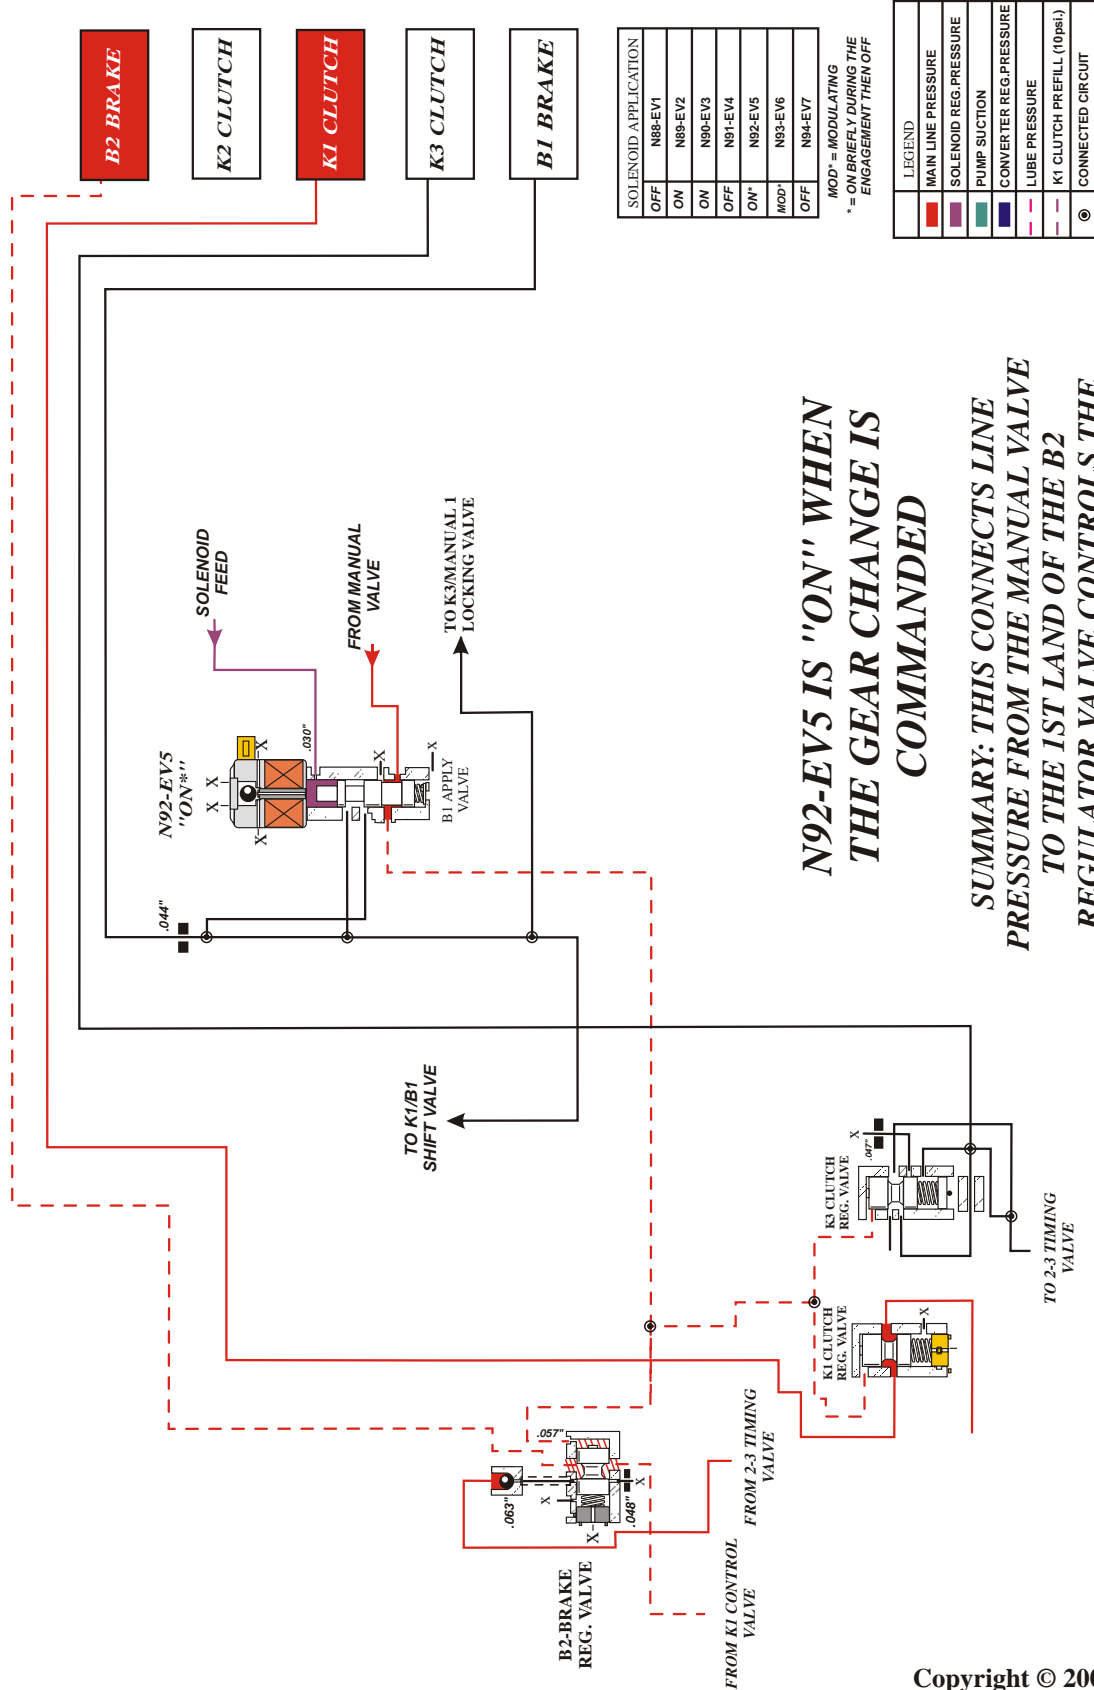 B2 BRAKE
K2 CLUTCH
K1 CLUTCH
K3 CLUTCH
B1 BRAKE
SOLENOID APPLICATION
OFF N88-EV1
ON N89-EV2
ON N90-EV3
OFF N91-EV4
ON* N92-EV5
MOD* N93-EV6
OFF N94-EV7
MOD* = MODULATING
* = ON BRIEFLY DURING THE
ENGAGEMENT THEN OFF
LEGEND
MAIN LINE PRESSURE
SOLENOID REG.PRESSURE
PUMP SUCTION
CONVERTER REG.PRESSURE
LUBE PRESSURE
K1 CLUTCH PREFILL (10psi.)
CONNECTED CIRCUIT
SOLENOID
FEED
FROM MANUAL
VALVE
TO K3/MANUAL 1
LOCKING VALVE
N92-EV5
"ON*"
X
X
X
X
.030"
X
X
B1 APPLY
VALVE
.044"
TO K1/B1
SHIFT VALVE
N92-EV5 IS "ON" WHEN
THE GEAR CHANGE IS
COMMANDED
SUMMARY: THIS CONNECTS LINE
PRESSURE FROM THE MANUAL VALVE
TO THE 1ST LAND OF THE B2
REGULATOR VALVE CONTROLS THE
K3 CLUTCH
REG. VALVE
X
.047"
TO 2-3 TIMING
VALVE
K1 CLUTCH
REG. VALVE
X
.057"
.063"
X
X
.048"
X
B2-BRAKE
REG. VALVE
FROM 2-3 TIMING
VALVE
FROM K1 CONTROL
VALVE
Copyright © 200